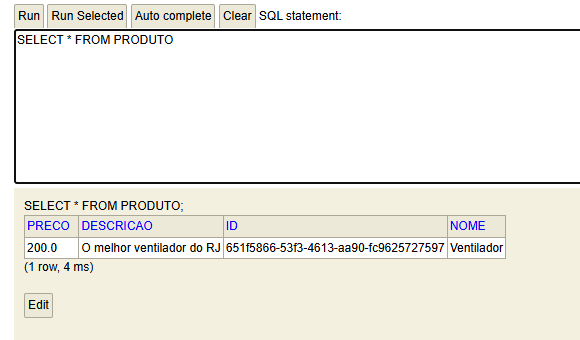 Run Run Selected Auto complete Clear SQL statement:
SELECT * FROM PRODUTO
SELECT * FROM PRODUTO;
PRECO DESCRICAO ID NOME
200.0 O melhor ventilador do RJ 651f5866-53f3-4613-aa90-fc9625727597 Ventilador
(1 row, 4 ms)
Edit